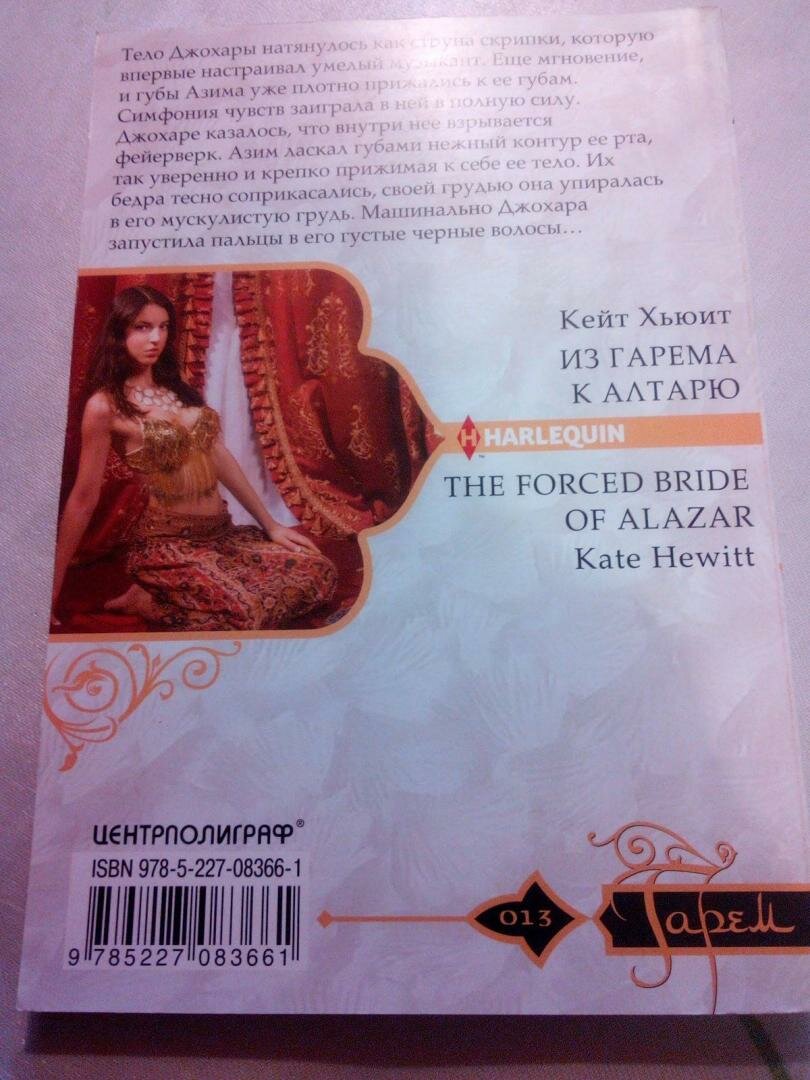 Тело Джохары натянулось как струна скрипки, которую
впервые настраивал умелый музыкант. Еще мгновение,
и губы Азима уже плотно прижались к ее губам.
Симфония чувств заиграла в ней в полную силу.
Джохаре казалось, что внутри нее взрывается
фейерверк. Азим ласкал губами нежный контур ее рта,
так уверенно и крепко прижимая к себе ее тело. Их
бедра тесно соприкасались, своей грудью она упиралась
в его мускулистую грудь. Машинально Джохара
запустила пальцы в его густые черные волосы...
Кейт Хьюит
ИЗ ГАРЕМА
К АЛТАРЮ
H HARLEQUIN
™
THE FORCED BRIDE
OF ALAZAR
Kate Hewitt
ЦЕНТРПОЛИГРАФ®
ISBN 978-5-227-08366-1
9 785227 083661
013
Гарем